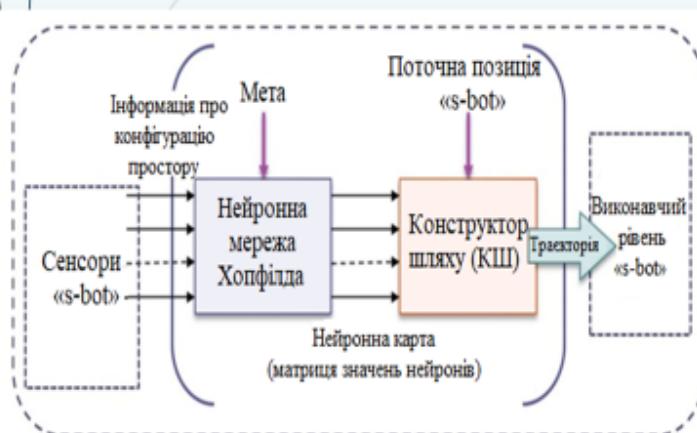 Інформація про
конфігурацію
простору
Мета
Поточна позиція
«s-bot»
Сенсори
«s-bot»
Нейронна
мережа
Хопфілда
Конструктор
шляху (КШ)
Траєкторія
Виконавчий
рівень
«s-bot»
Нейронна карта
(матриця значень нейронів)